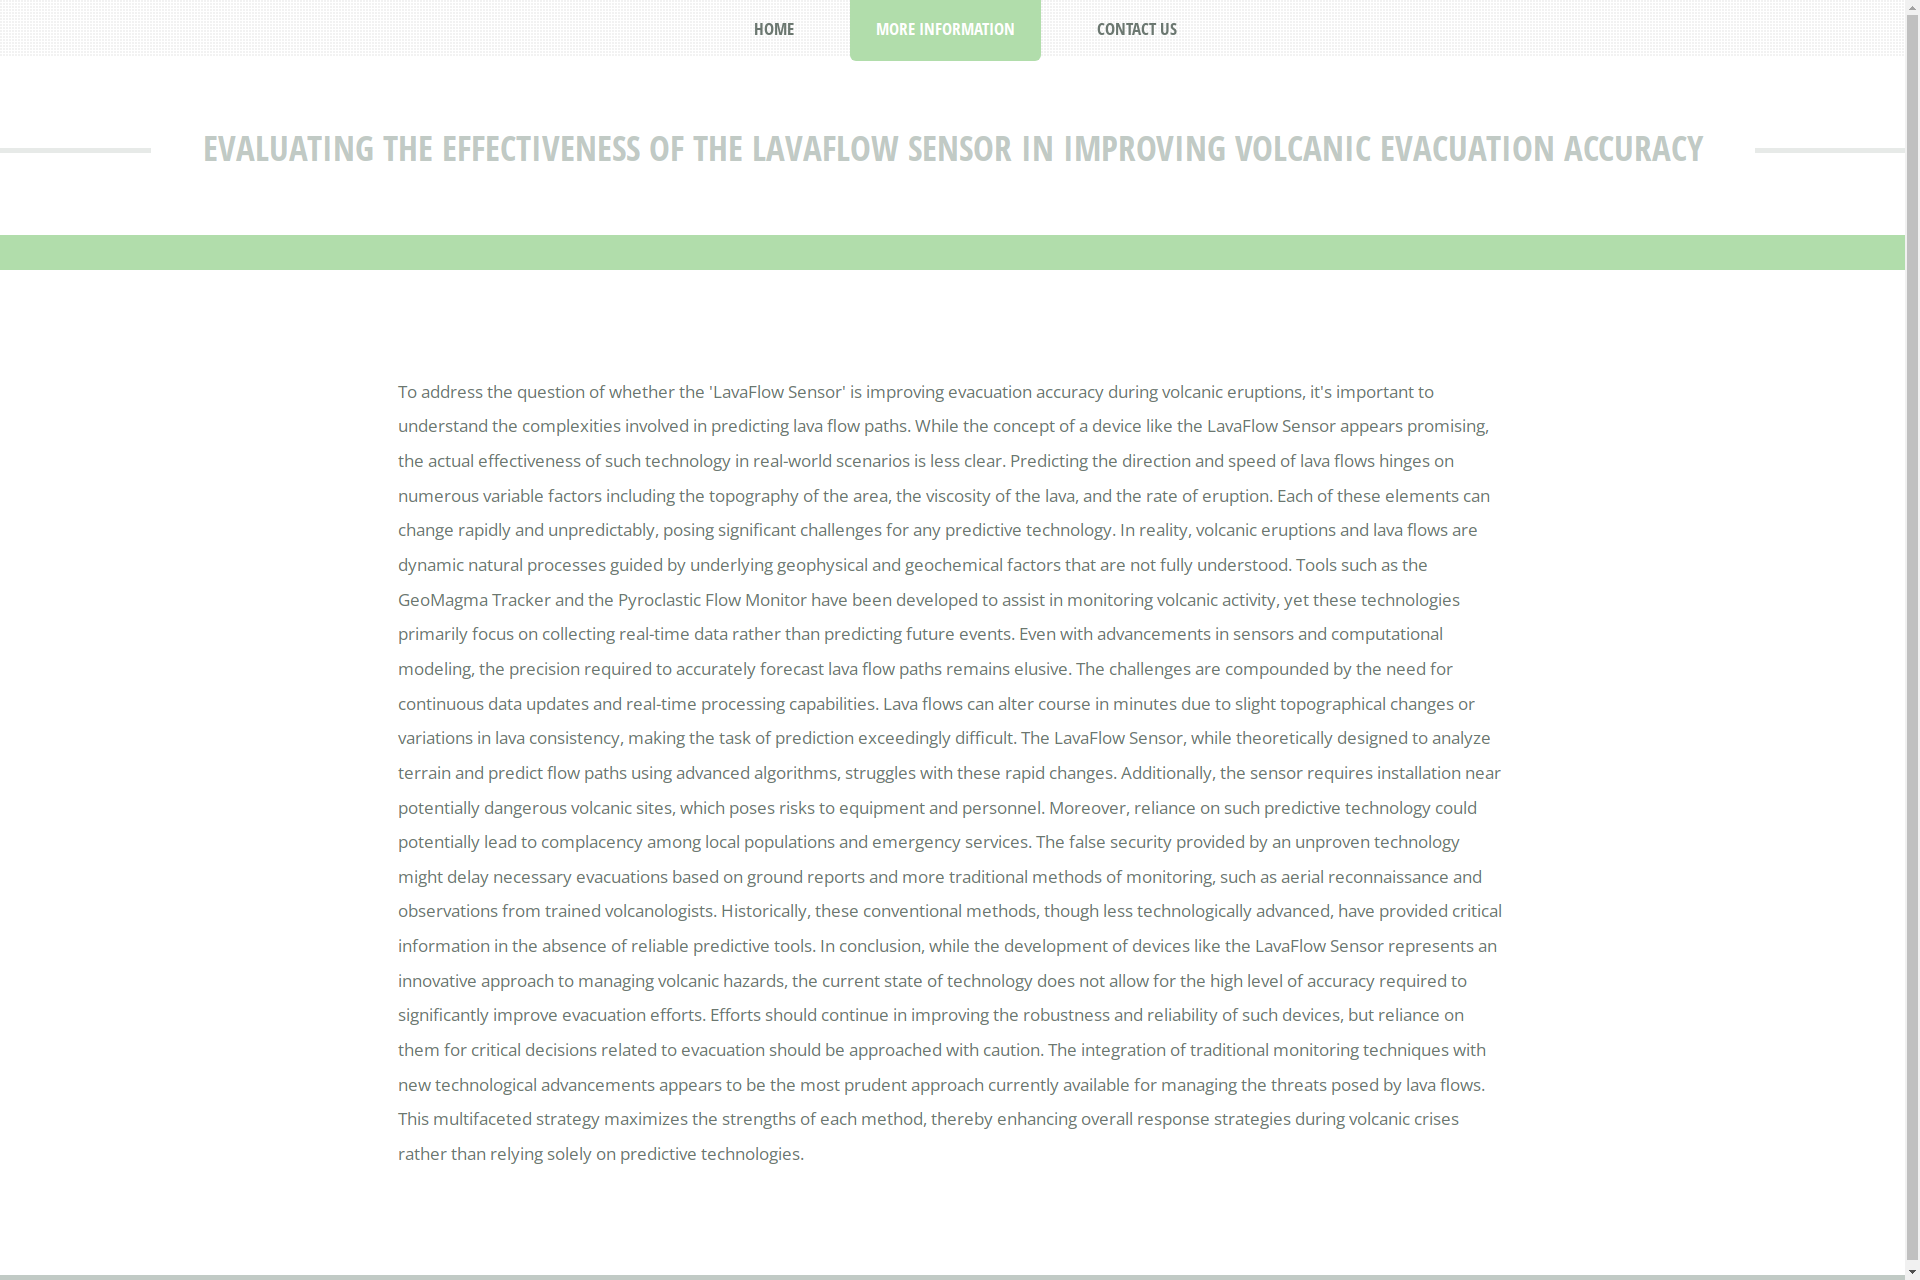 HOME
MORE INFORMATION
CONTACT US
EVALUATING THE EFFECTIVENESS OF THE LAVAFLOW SENSOR IN IMPROVING VOLCANIC EVACUATION ACCURACY
To address the question of whether the 'LavaFlow Sensor' is improving evacuation accuracy during volcanic eruptions, it's important to
understand the complexities involved in predicting lava flow paths. While the concept of a device like the LavaFlow Sensor appears promising,
the actual effectiveness of such technology in real-world scenarios is less clear. Predicting the direction and speed of lava flows hinges on
numerous variable factors including the topography of the area, the viscosity of the lava, and the rate of eruption. Each of these elements can
change rapidly and unpredictably, posing significant challenges for any predictive technology. In reality, volcanic eruptions and lava flows are
dynamic natural processes guided by underlying geophysical and geochemical factors that are not fully understood. Tools such as the
GeoMagma Tracker and the Pyroclastic Flow Monitor have been developed to assist in monitoring volcanic activity, yet these technologies
primarily focus on collecting real-time data rather than predicting future events. Even with advancements in sensors and computational
modeling, the precision required to accurately forecast lava flow paths remains elusive. The challenges are compounded by the need for
continuous data updates and real-time processing capabilities. Lava flows can alter course in minutes due to slight topographical changes or
variations in lava consistency, making the task of prediction exceedingly difficult. The LavaFlow Sensor, while theoretically designed to analyze
terrain and predict flow paths using advanced algorithms, struggles with these rapid changes. Additionally, the sensor requires installation near
potentially dangerous volcanic sites, which poses risks to equipment and personnel. Moreover, reliance on such predictive technology could
potentially lead to complacency among local populations and emergency services. The false security provided by an unproven technology
might delay necessary evacuations based on ground reports and more traditional methods of monitoring, such as aerial reconnaissance and
observations from trained volcanologists. Historically, these conventional methods, though less technologically advanced, have provided critical
information in the absence of reliable predictive tools. In conclusion, while the development of devices like the LavaFlow Sensor represents an
innovative approach to managing volcanic hazards, the current state of technology does not allow for the high level of accuracy required to
significantly improve evacuation efforts. Efforts should continue in improving the robustness and reliability of such devices, but reliance on
them for critical decisions related to evacuation should be approached with caution. The integration of traditional monitoring techniques with
new technological advancements appears to be the most prudent approach currently available for managing the threats posed by lava flows.
This multifaceted strategy maximizes the strengths of each method, thereby enhancing overall response strategies during volcanic crises
rather than relying solely on predictive technologies.